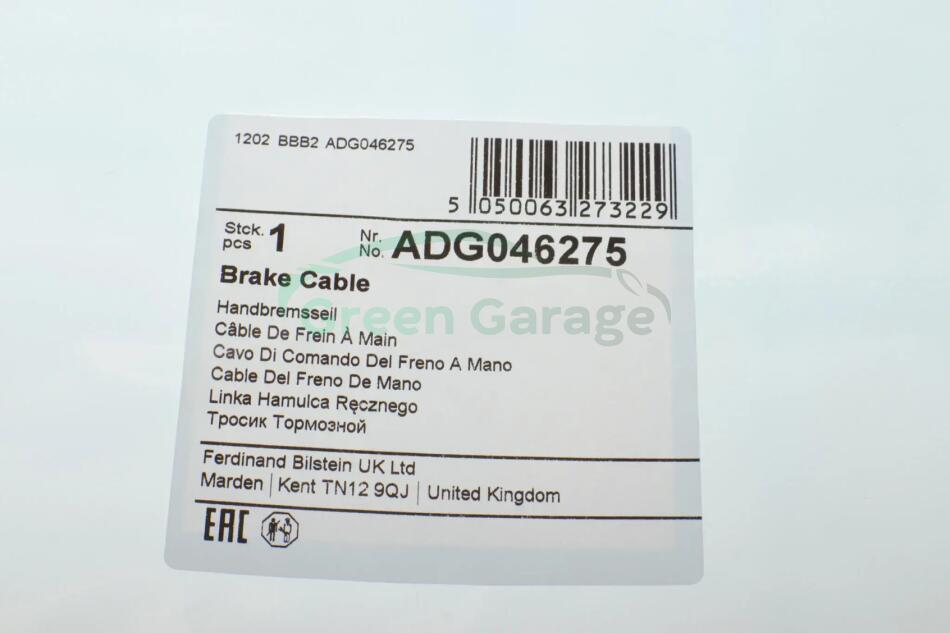 1202 BBB2 ADG046275
5 050063 273229
Stck.
pcs 1
Nr.
No. ADG046275
Brake Cable
Handbremsseil
Green Garage
Câble De Frein À Main
Cavo Di Comando Del Freno A Mano
Cable Del Freno De Mano
Linka Hamulca Ręcznego
Тросик Тормозной
Ferdinand Bilstein UK Ltd
Marden | Kent TN12 9QJ | United Kingdom
EAC